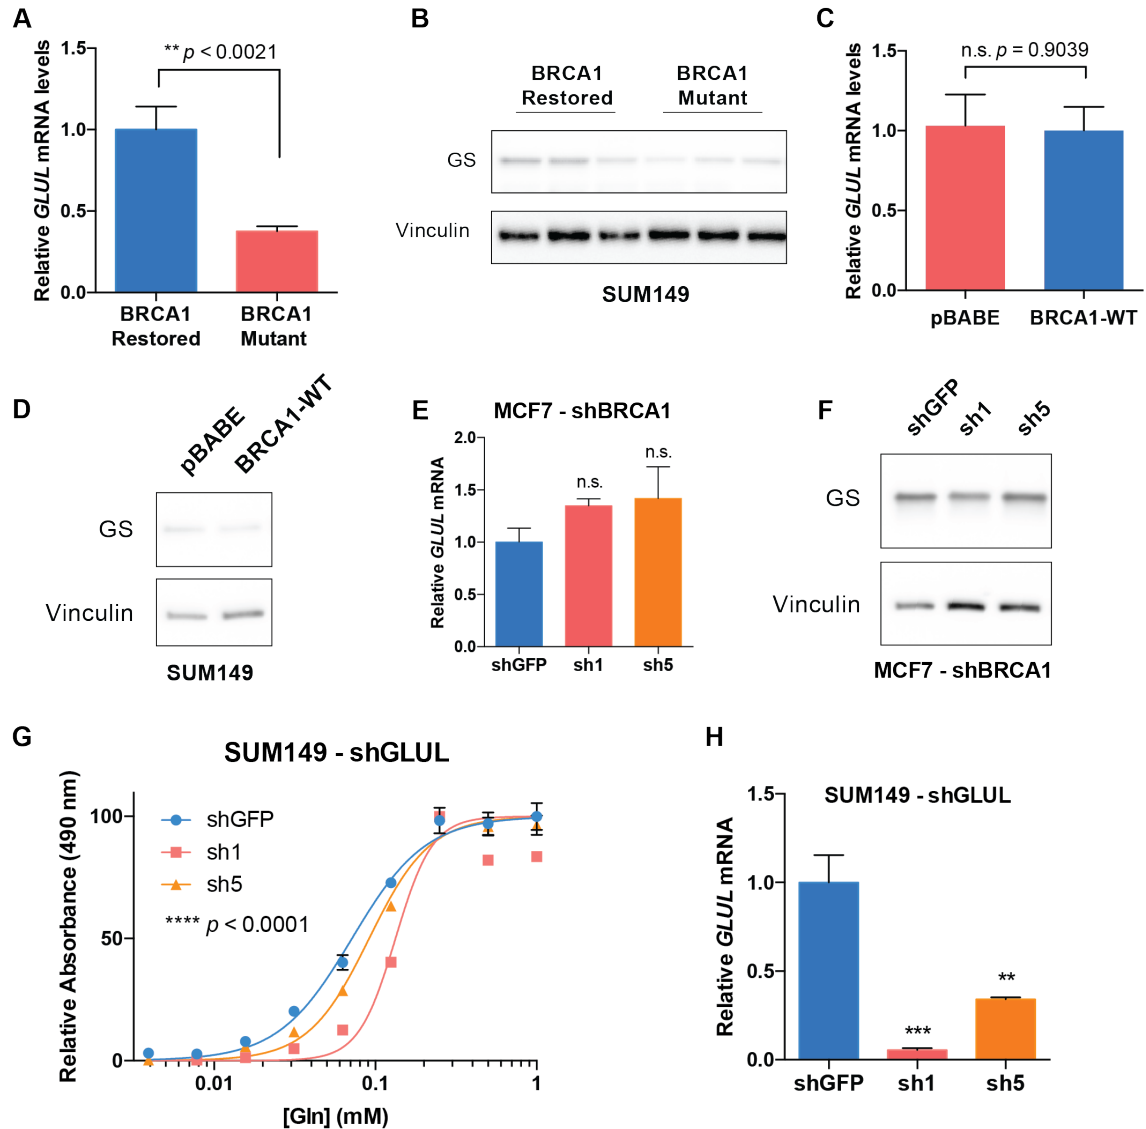 A
** p < 0.0021
Relative GLUL mRNA levels
1.5
1.0
0.5
0.0
BRCA1
Restored
BRCA1
Mutant
B
BRCA1
Restored
BRCA1
Mutant
GS
Vinculin
SUM149
C
n.s. p = 0.9039
Relative GLUL mRNA levels
1.5
1.0
0.5
0.0
pBABE
BRCA1-WT
D
pBABE
BRCA1-WT
GS
Vinculin
SUM149
E
MCF7 - shBRCA1
Relative GLUL mRNA
2.0
1.5
1.0
0.5
0.0
n.s.
n.s.
shGFP
sh1
sh5
F
shGFP
sh1
sh5
GS
Vinculin
MCF7 - shBRCA1
G
SUM149 - shGLUL
Relative Absorbance (490 nm)
100
50
0
shGFP
sh1
sh5
**** p < 0.0001
0.01
0.1
1
[Gln] (mM)
H
SUM149 - shGLUL
Relative GLUL mRNA
1.5
1.0
0.5
0.0
***
**
shGFP
sh1
sh5